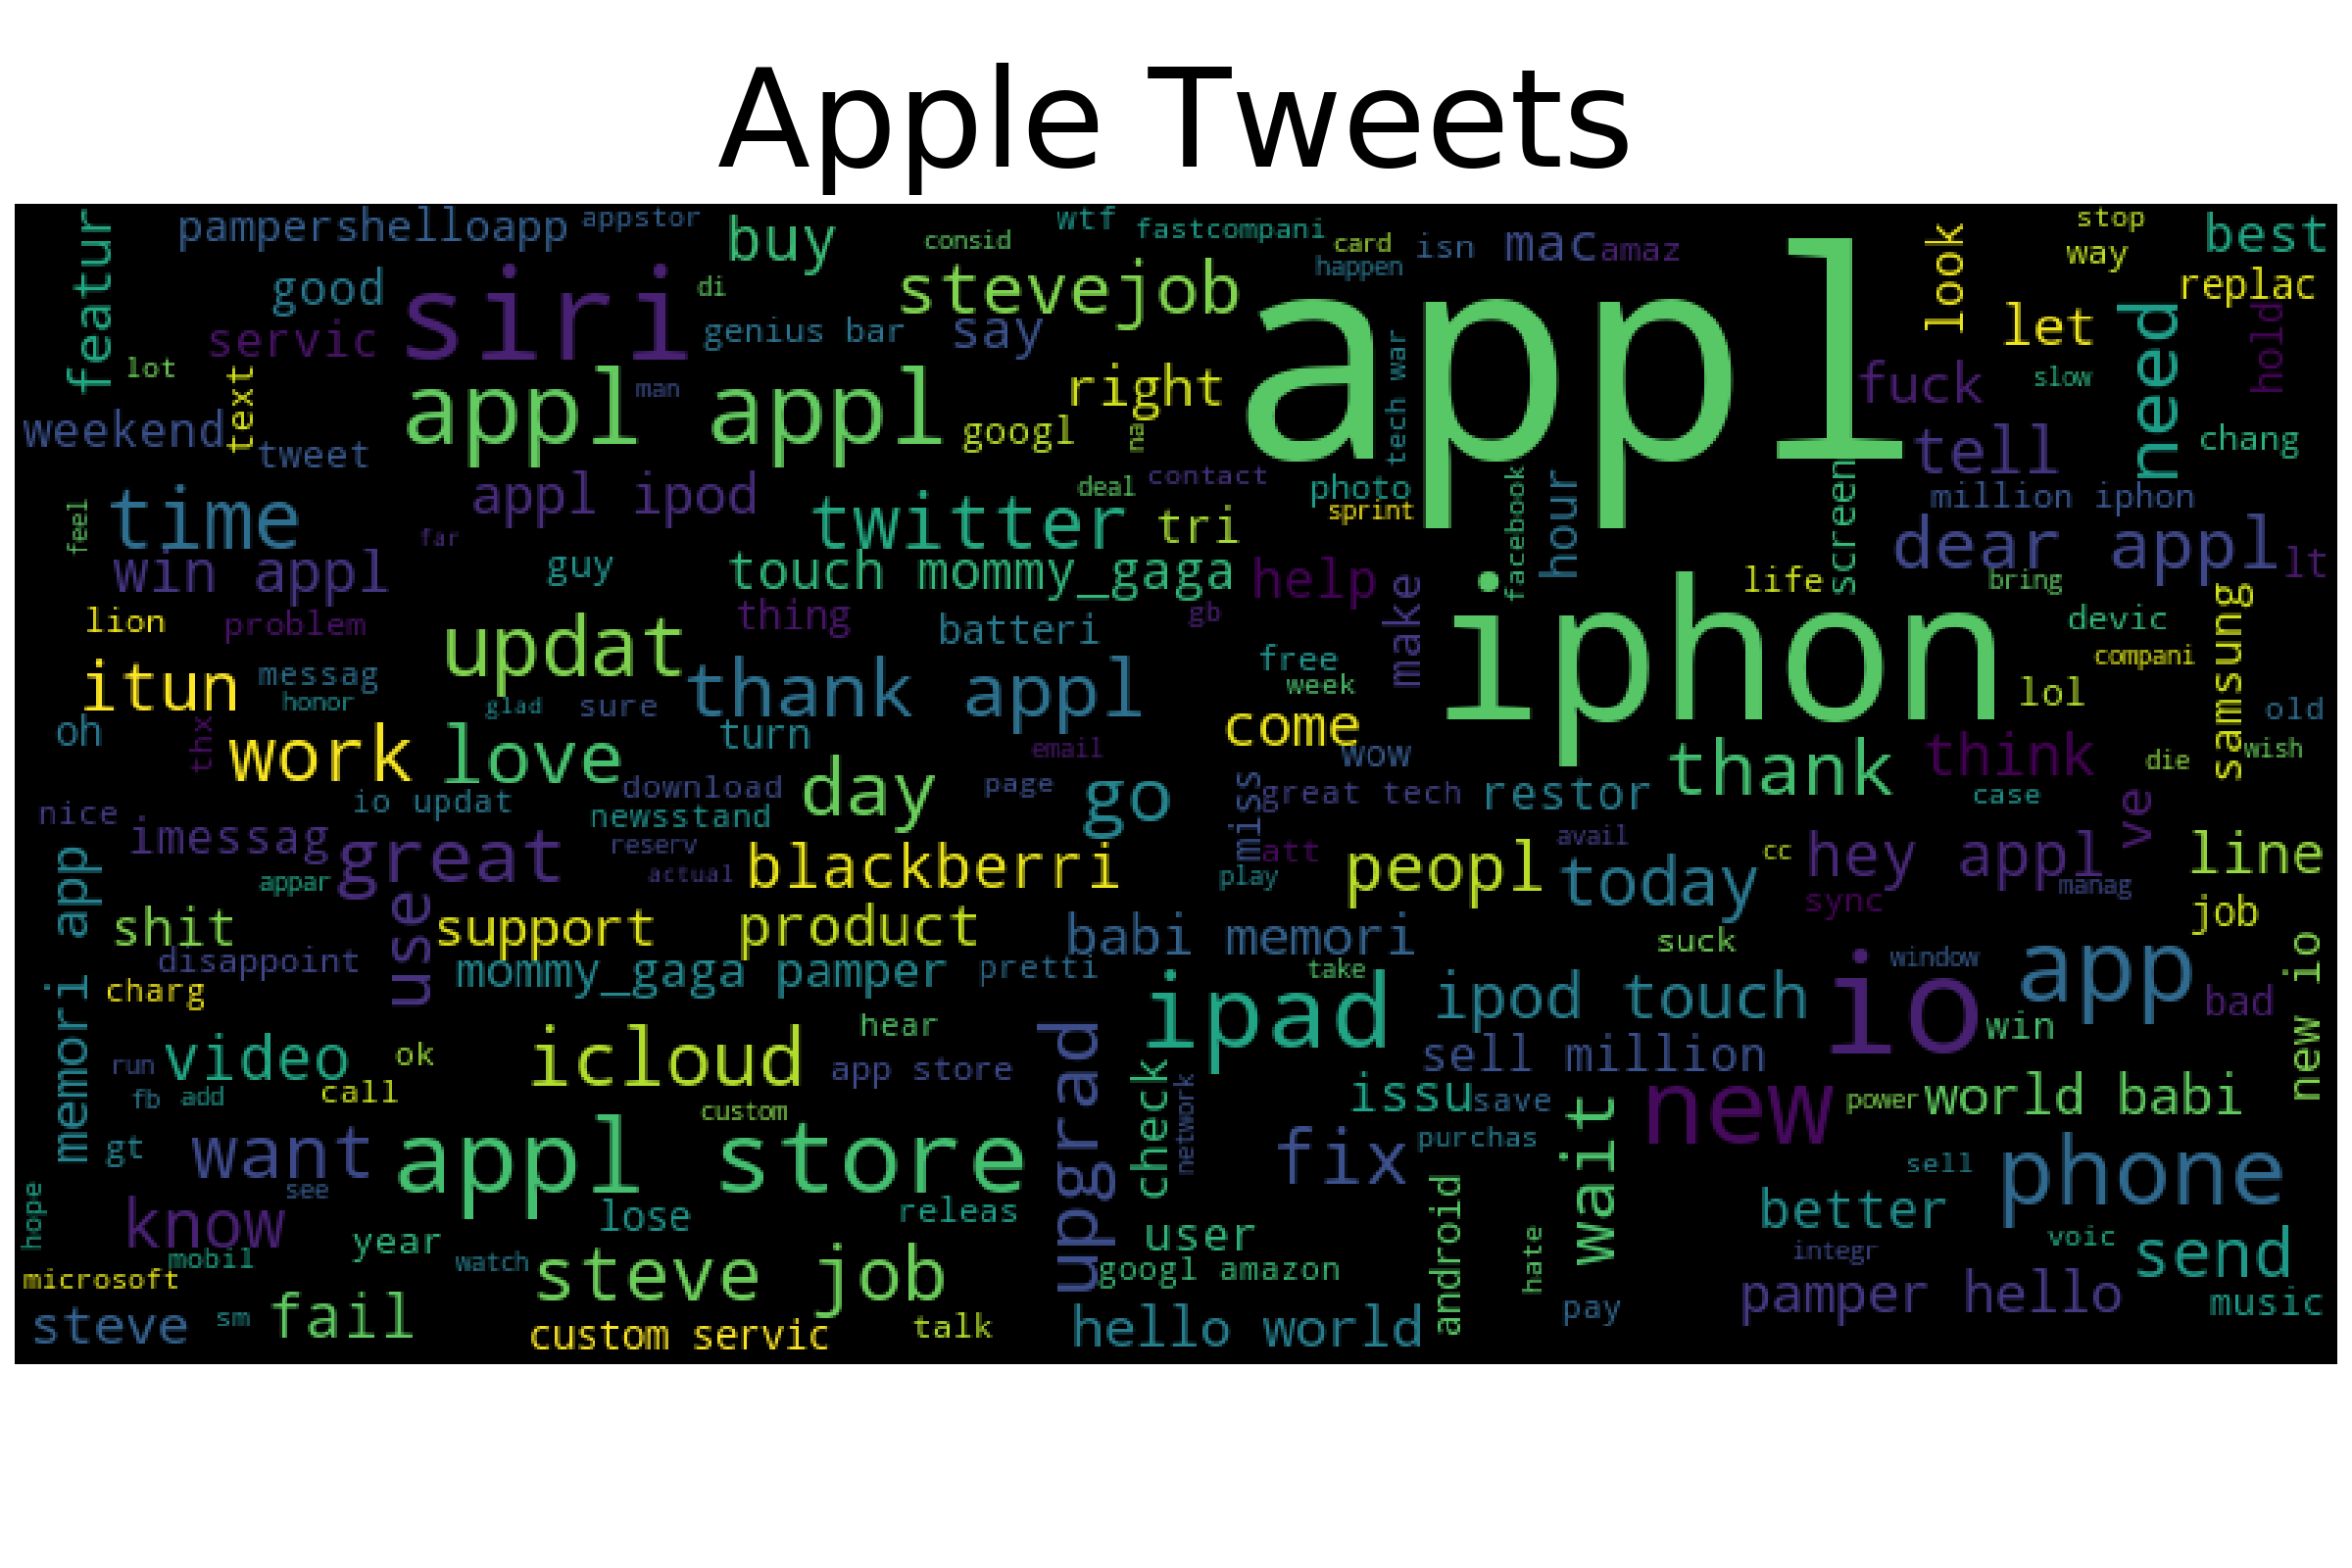 Apple Tweets
pampershelloapp
appstor
buy
consid
wtf
fastcompani
card
isn
mac
amaz
look
stop
way
best
featur
good
siri
di
stevejob
happen
appl
replac
servic
genius bar
say
let
need
hold
lot
text
appl appl
man
right
tech war
fuck
slow
weekend
tweet
googl
na
tell
chang
feel
time
appl ipod
far
twitter
deal
contact
tri
photo
sprint
facebook
hour
screen
million iphon
dear appl
lt
win appl
guy
touch mommy_gaga
help
make
iphon
life
bring
lion
problem
updat
thing
batteri
gb
devic
samsung
itun
messag
honor
glad
sure
thank appl
free
week
compani
lol
old
oh
thx
work
love
turn
email
come
wow
thank
think
die
wish
nice
io updat
download
newsstand
day
page
go
miss
great tech
restor
case
ve
imessag
great
reserv
actual
blackberri
att
play
peopl
avail
today
cc
hey appl
manag
sync
line
job
memori app
appar
shit
use
support
product
babi memori
suck
disappoint
charg
mommy_gaga pamper
pretti
take
ipad
ipod touch
window
io
app
bad
new io
run
video
ok
icloud
hear
app store
upgrad
sell million
win
fb
add
call
custom
check
network
issu
save
new
power
world babi
gt
want
see
appl store
fix
purchas
wait
sell
phone
hope
know
lose
releas
android
better
mobil
year
watch
user
hate
integr
voic
send
microsoft
steve job
googl amazon
pamper hello
music
steve
sm
fail
custom servic
talk
hello world
pay